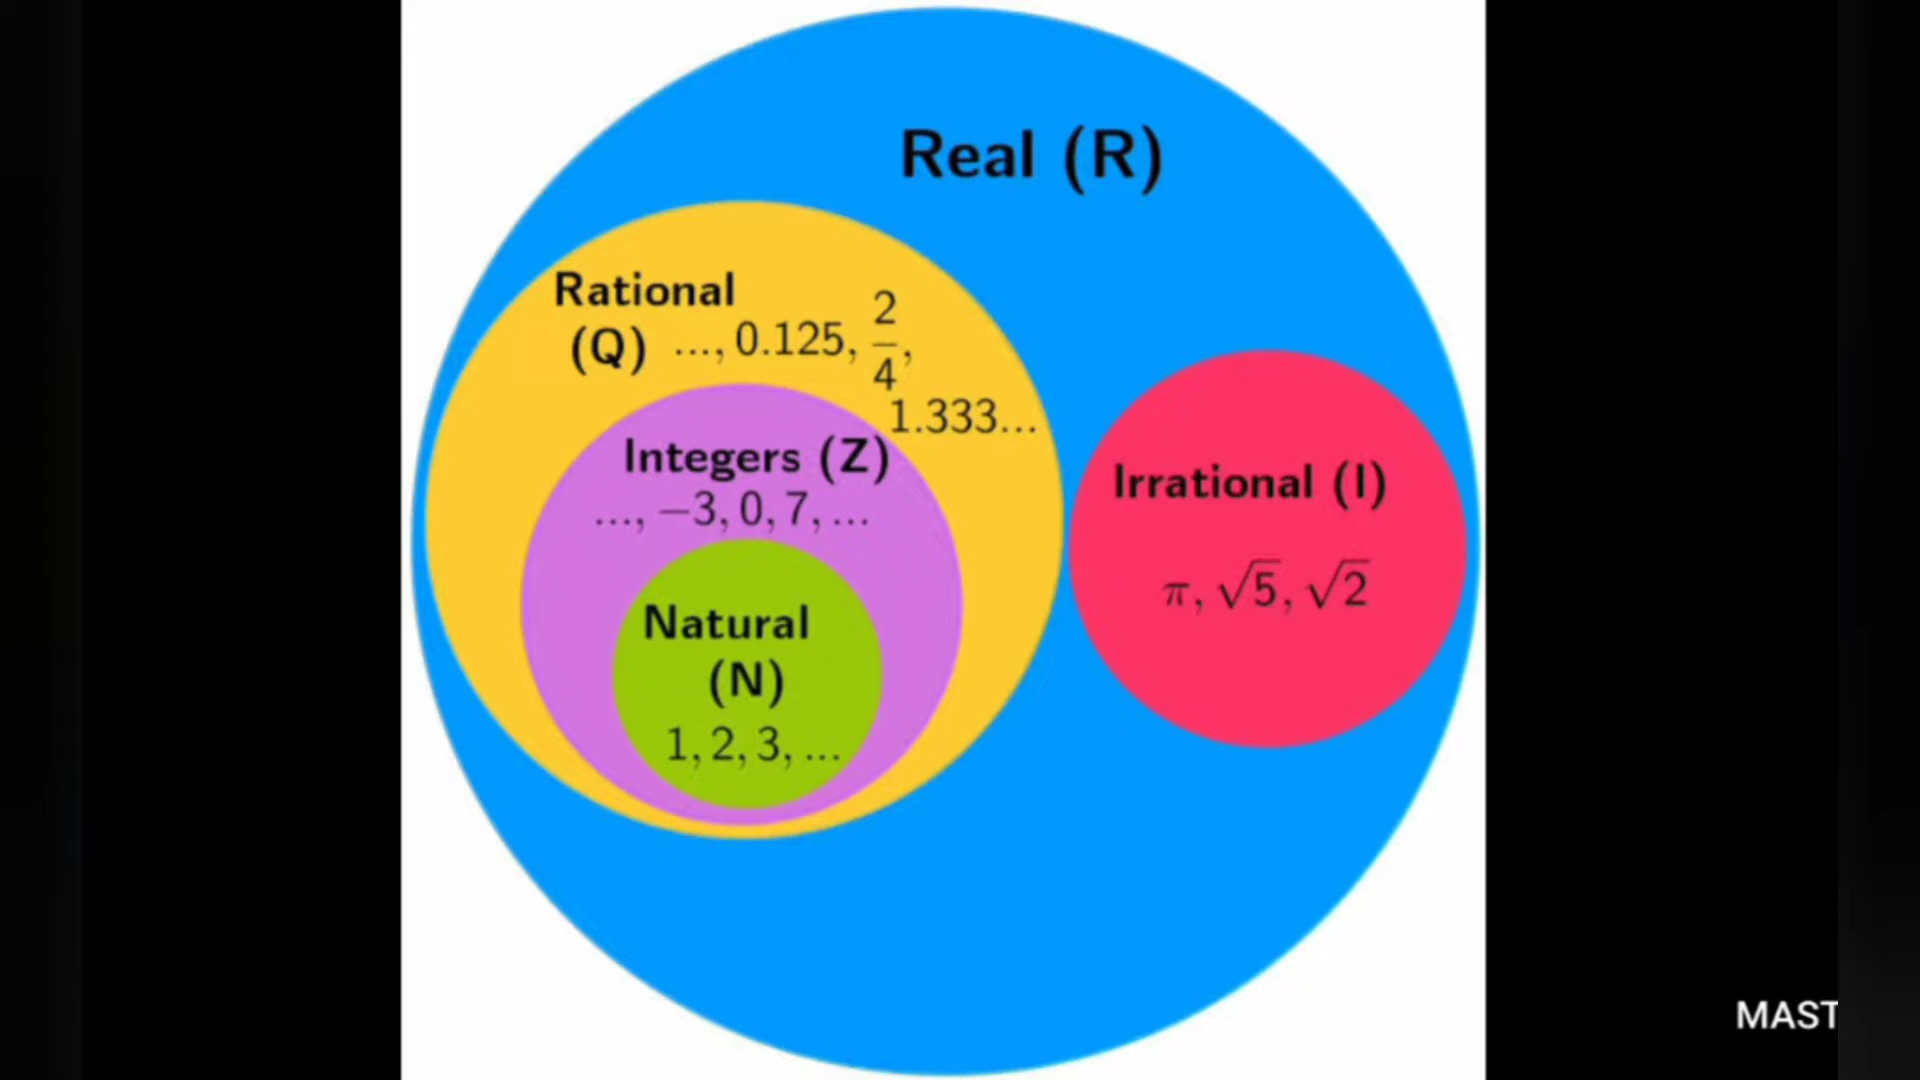 Real (R)
Rational
(Q) ..., 0.125, 2/4,
1.333...
Integers (Z)
..., −3, 0, 7, ...
Natural
(N)
1, 2, 3, ...
Irrational (I)
π, √5, √2
MAST